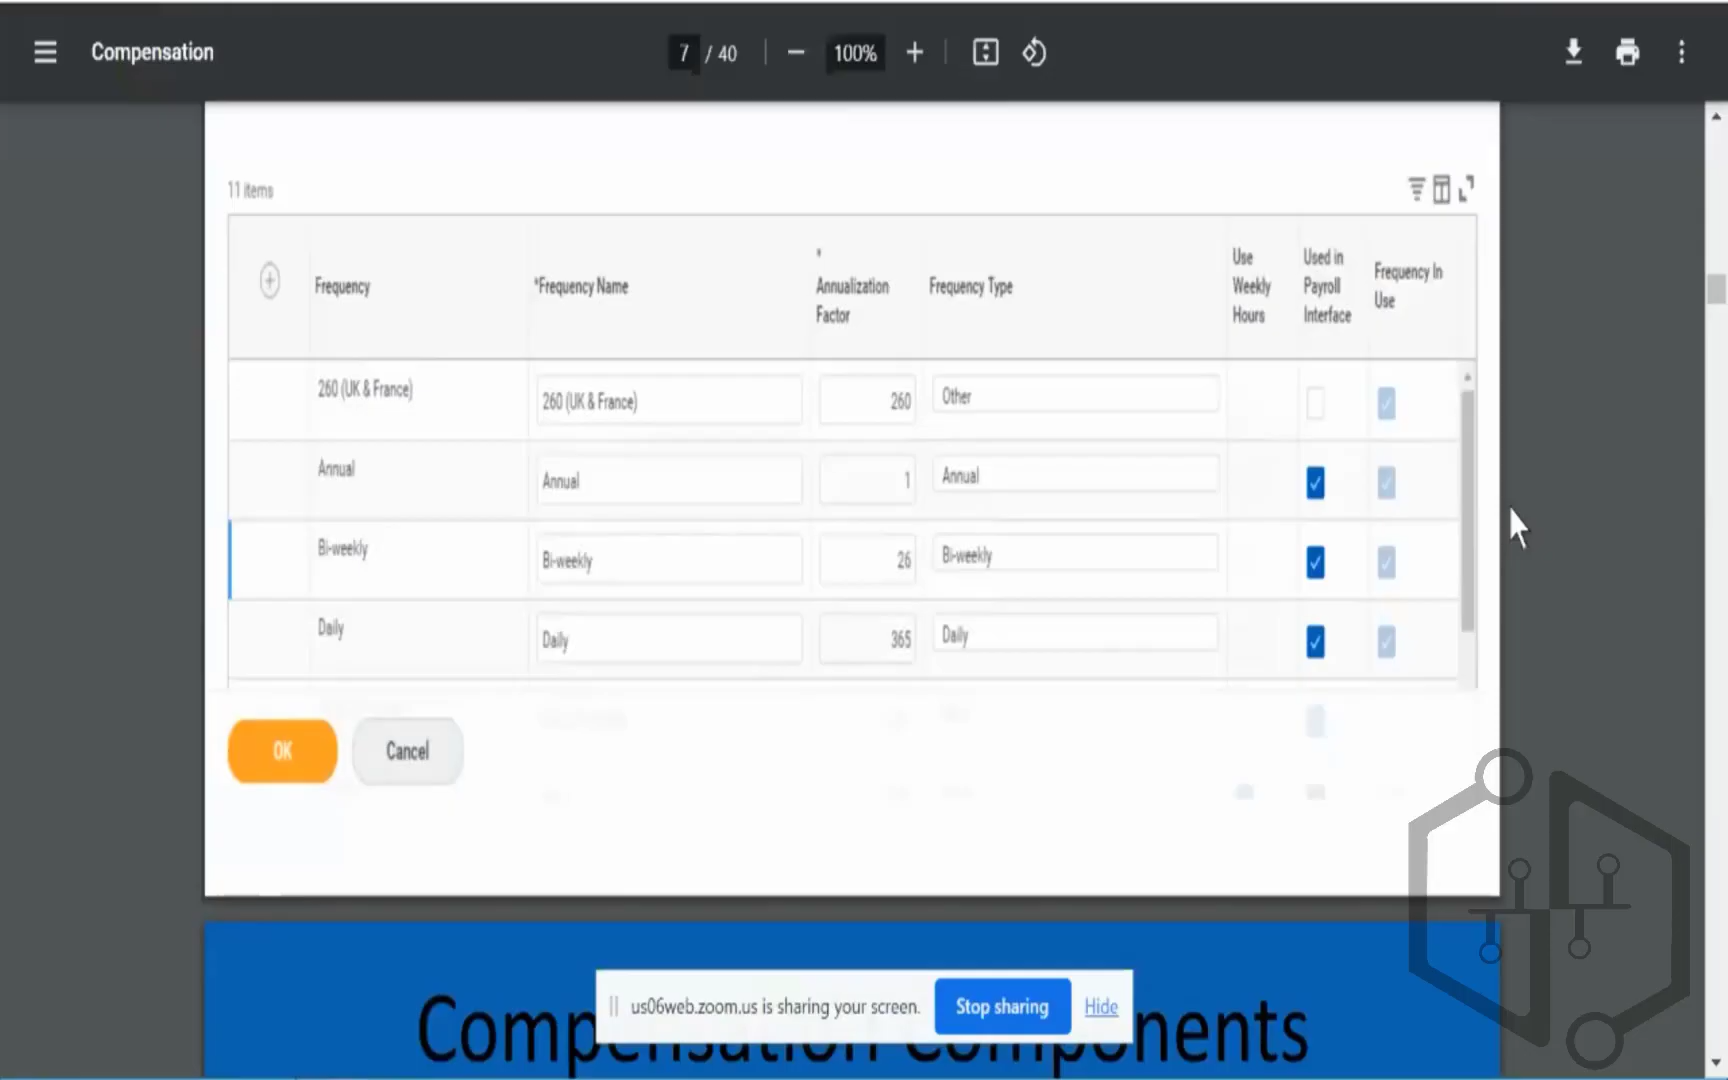 Compensation
7 / 40
100%
11 items
Frequency
*Frequency Name
* Annualization Factor
Frequency Type
Use Weekly Hours
Used in Payroll Interface
Frequency In Use
260 (UK & France)
260 (UK & France)
260
Other
Annual
Annual
1
Annual
Bi-weekly
Bi-weekly
26
Bi-weekly
Daily
Daily
365
Daily
OK
Cancel
us06web.zoom.us is sharing your screen.
Stop sharing
Hide
Compensation Components